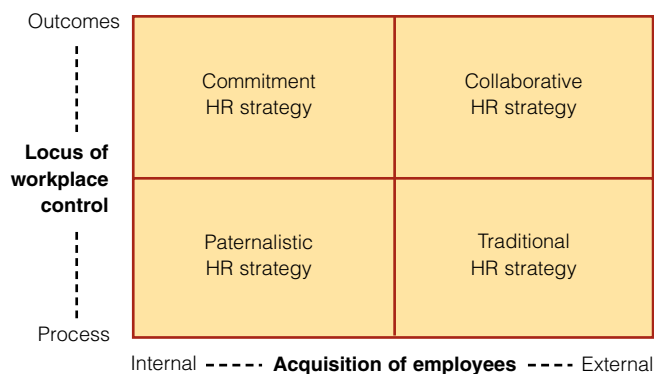 Outcomes
Commitment
HR strategy
Collaborative
HR strategy
Locus of
workplace
control
Paternalistic
HR strategy
Traditional
HR strategy
Process
Internal ----- Acquisition of employees ---- External